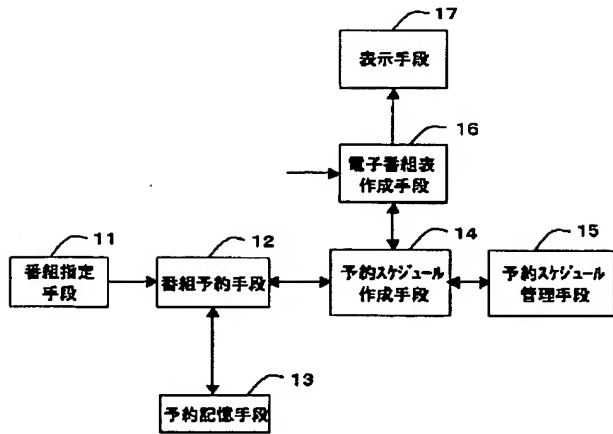 17
表示手段
16
電子番組表
作成手段
11
番組指定
手段
12
番組予約手段
14
予約スケジュール
作成手段
15
予約スケジュール
管理手段
13
予約記憶手段